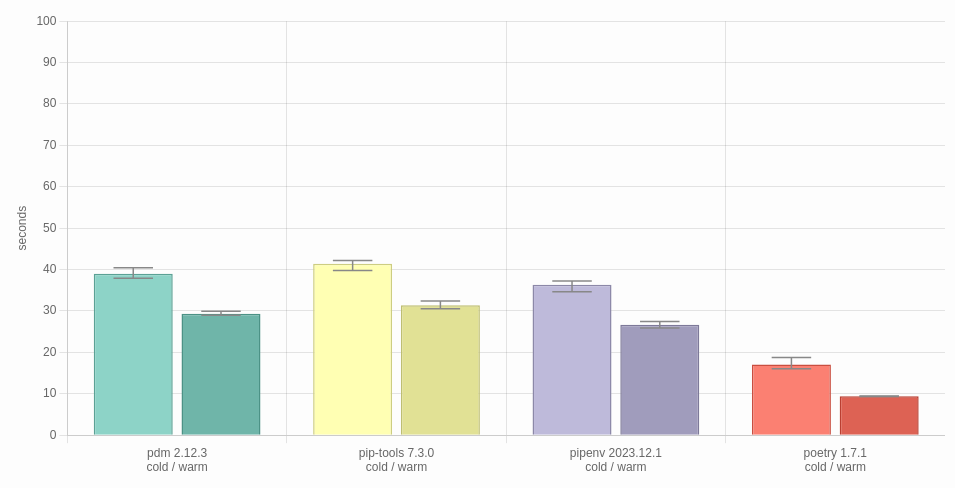 100
90
80
70
60
50
40
30
20
10
0
seconds
pdm 2.12.3
cold / warm
pip-tools 7.3.0
cold / warm
pipenv 2023.12.1
cold / warm
poetry 1.7.1
cold / warm